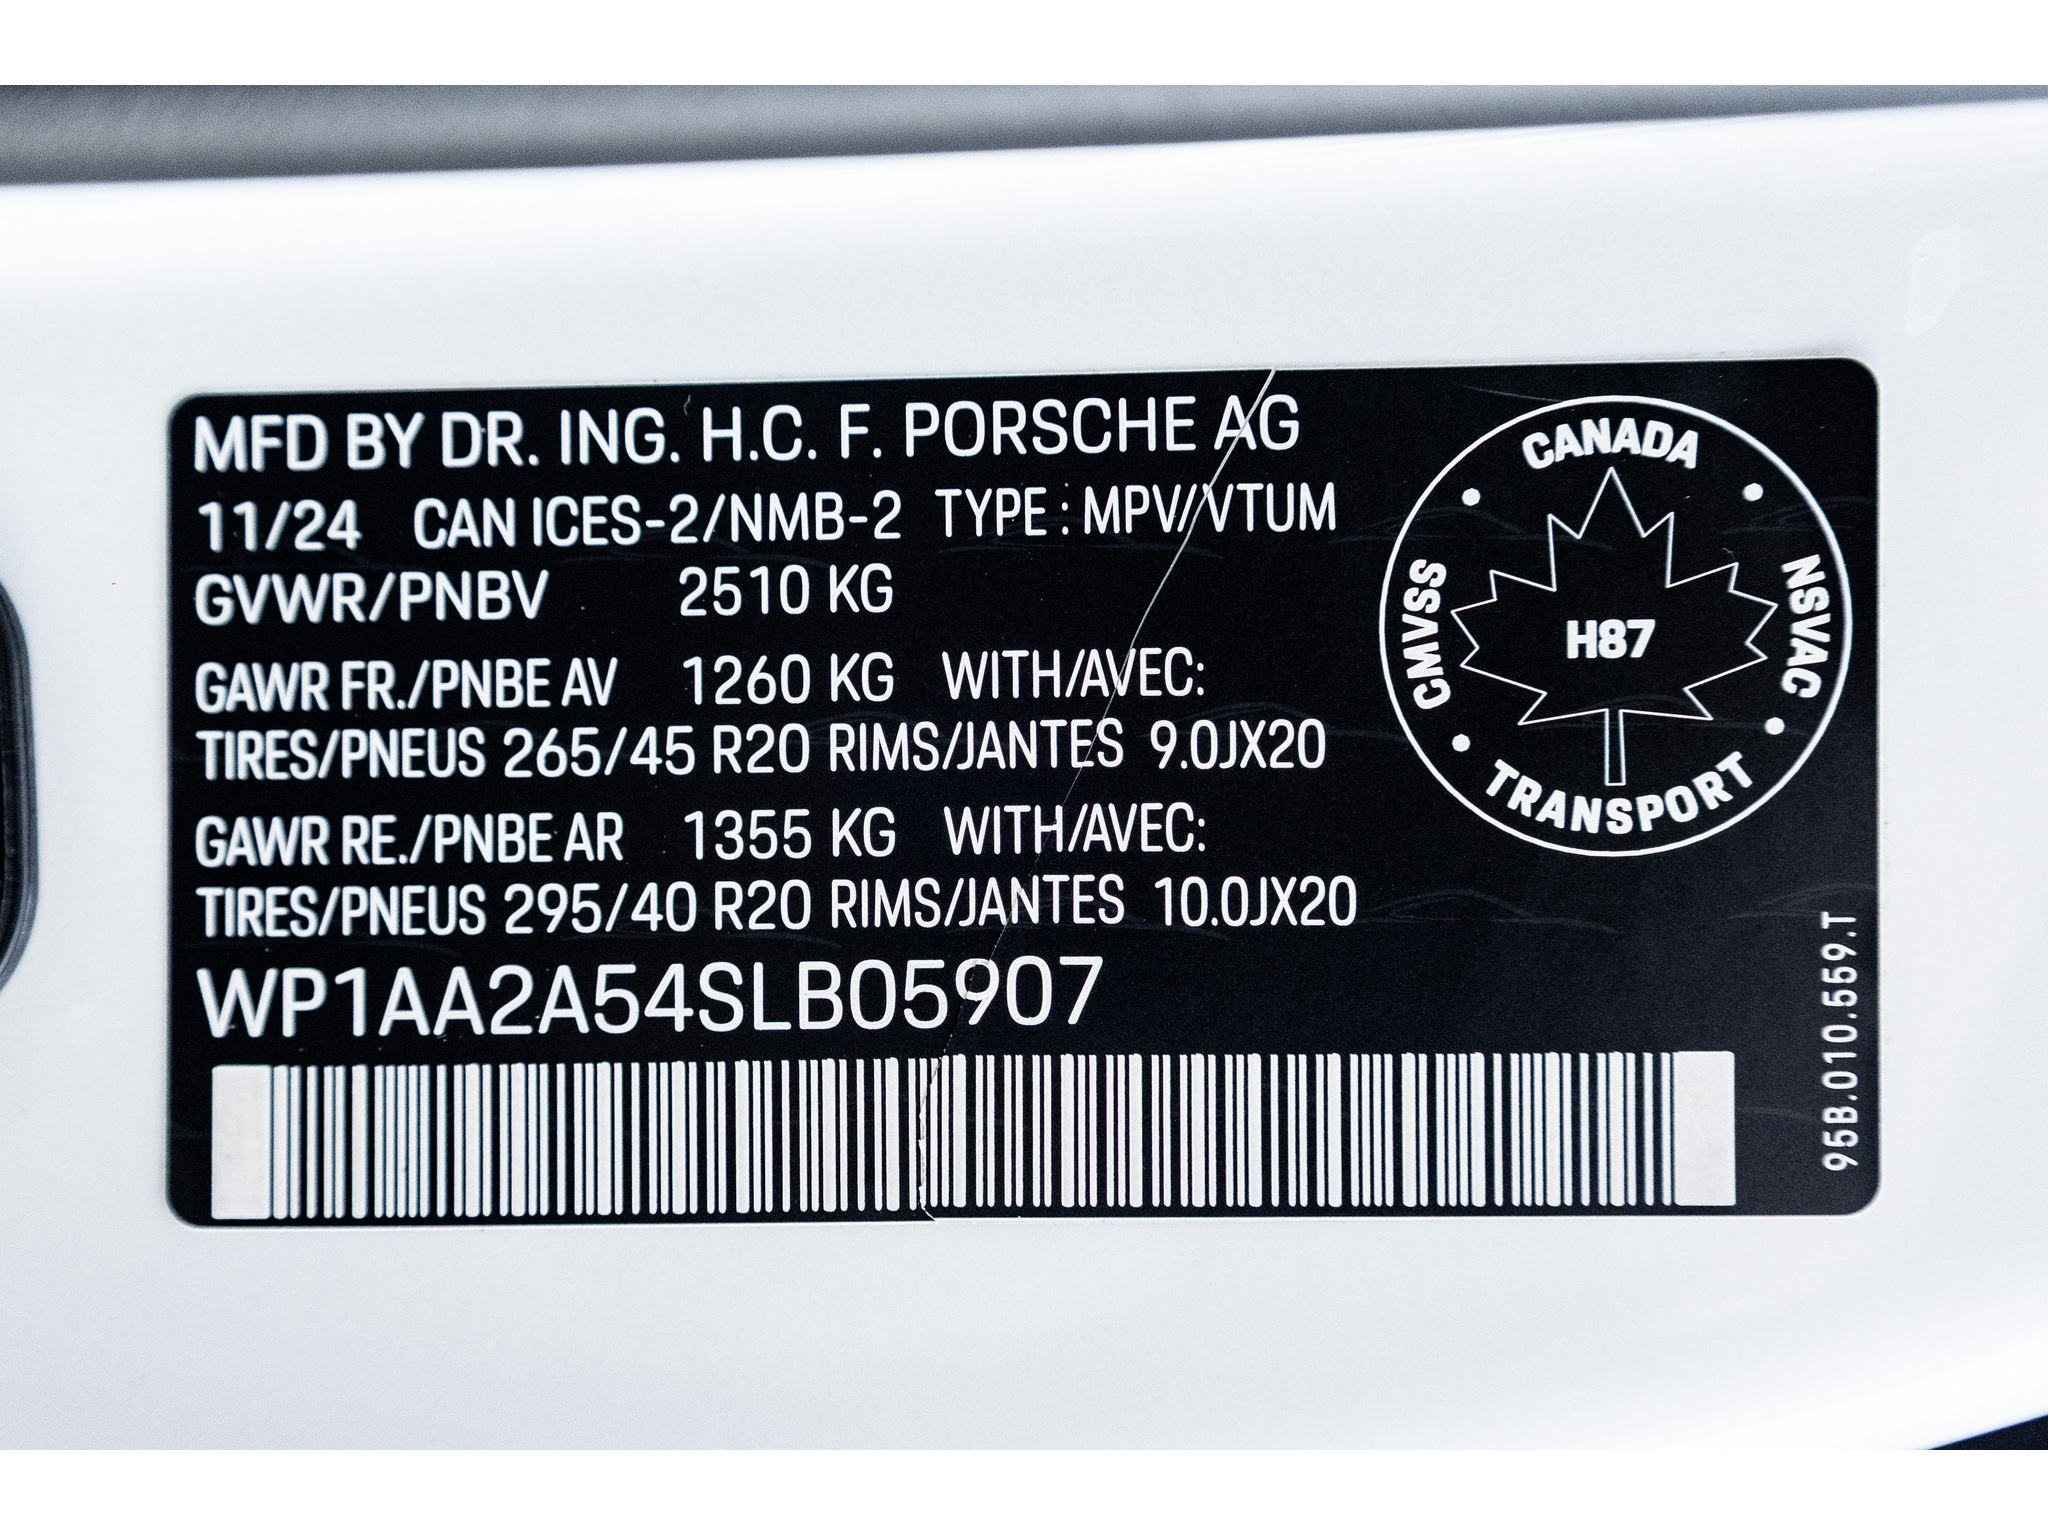 MFD BY DR. ING. H.C. F. PORSCHE AG
11/24 CAN ICES-2/NMB-2 TYPE : MPV/VTUM
GVWR/PNBV 2510 KG
GAWR FR./PNBE AV 1260 KG WITH/AVEC:
TIRES/PNEUS 265/45 R20 RIMS/JANTES 9.0JX20
GAWR RE./PNBE AR 1355 KG WITH/AVEC:
TIRES/PNEUS 295/40 R20 RIMS/JANTES 10.0JX20
WP1AA2A54SLB05907
CANADA
CMVSS
H87
NSVAC
TRANSPORT
95B.010.559.T